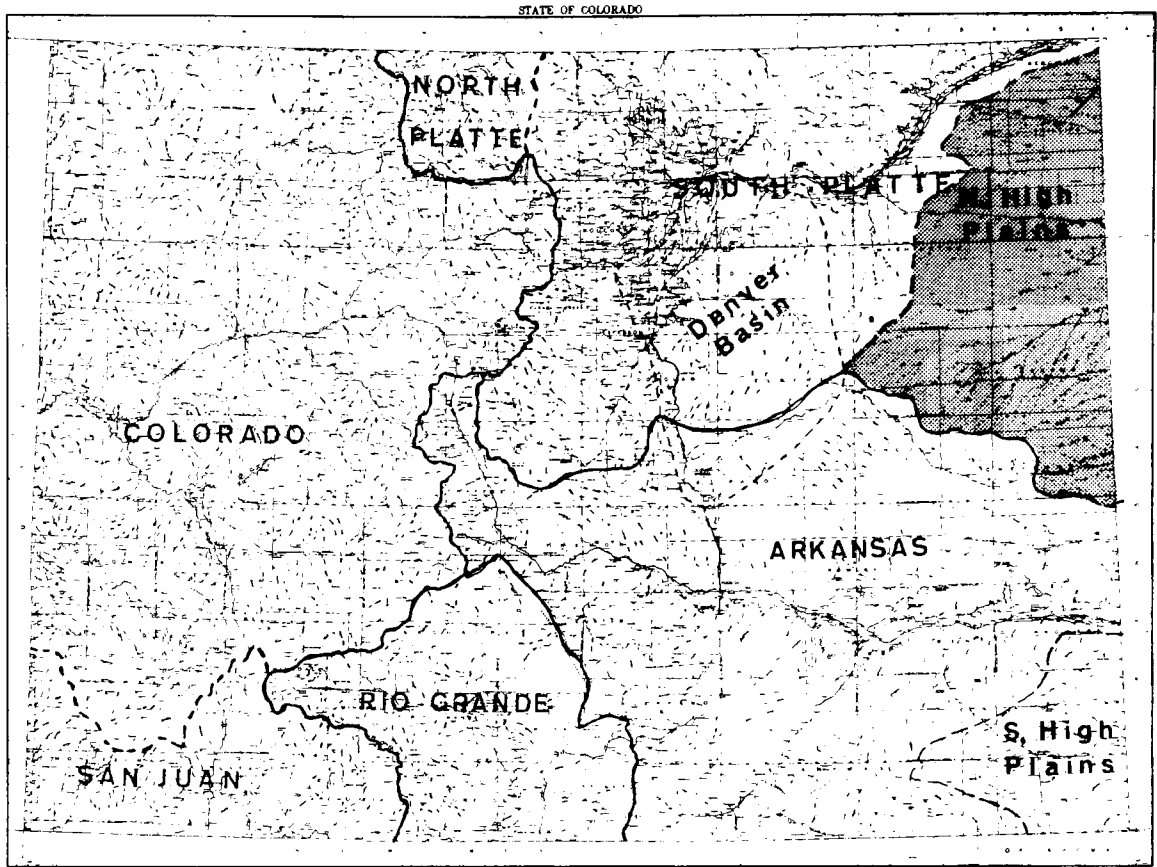 STATE OF COLORADO
NORTH
PLATTE
SOUTH PLATTE
N. High
Plains
Denver
Basin
COLORADO
ARKANSAS
RIO GRANDE
S. High
Plains
SAN JUAN